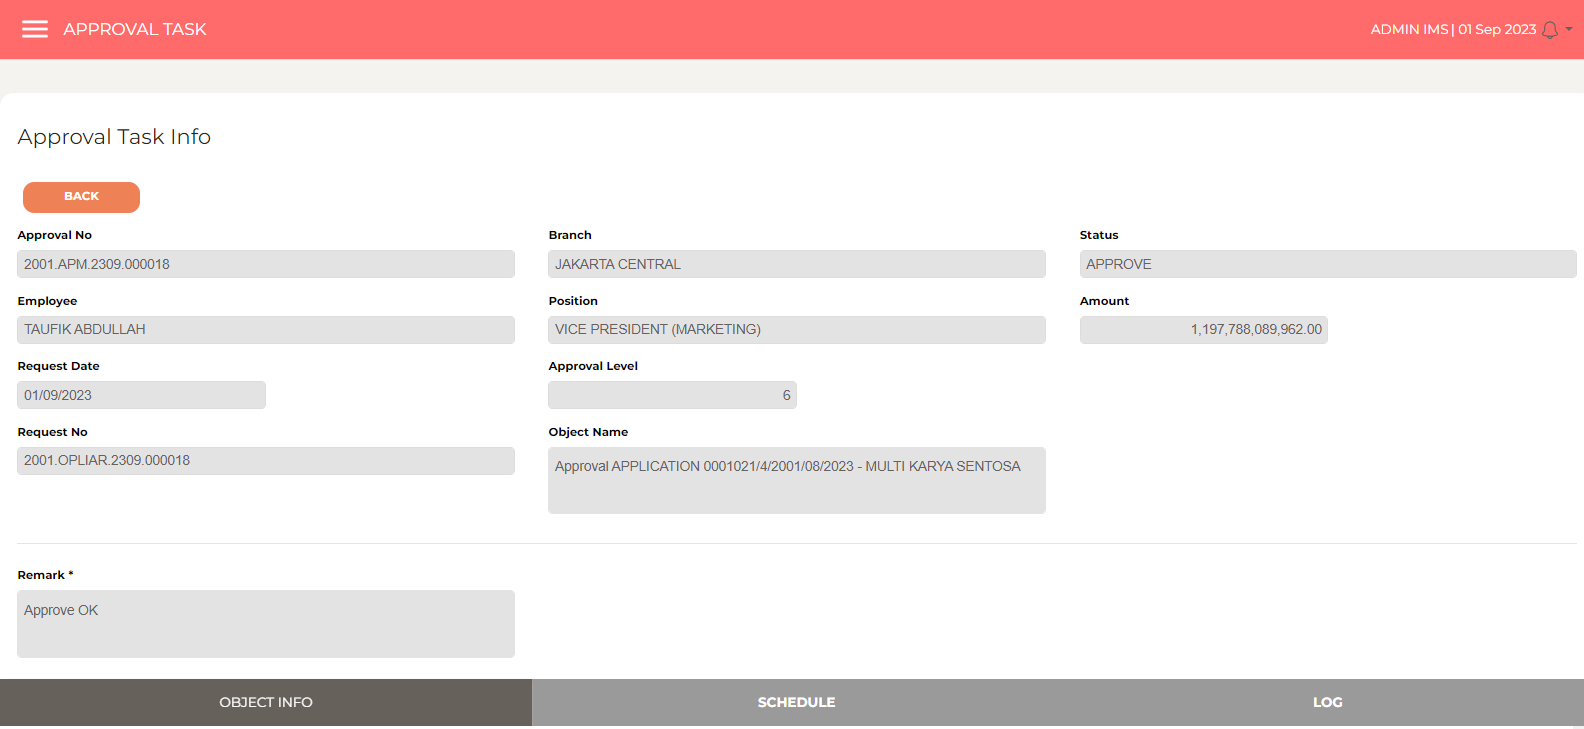 APPROVAL TASK
ADMIN IMS | 01 Sep 2023
Approval Task Info
BACK
Approval No
2001.APM.2309.000018
Branch
JAKARTA CENTRAL
Status
APPROVE
Employee
TAUFIK ABDULLAH
Position
VICE PRESIDENT (MARKETING)
Amount
1,197,788,089,962.00
Request Date
01/09/2023
Approval Level
6
Request No
2001.OPLIAR.2309.000018
Object Name
Approval APPLICATION 0001021/4/2001/08/2023 - MULTI KARYA SENTOSA
Remark *
Approve OK
OBJECT INFO
SCHEDULE
LOG